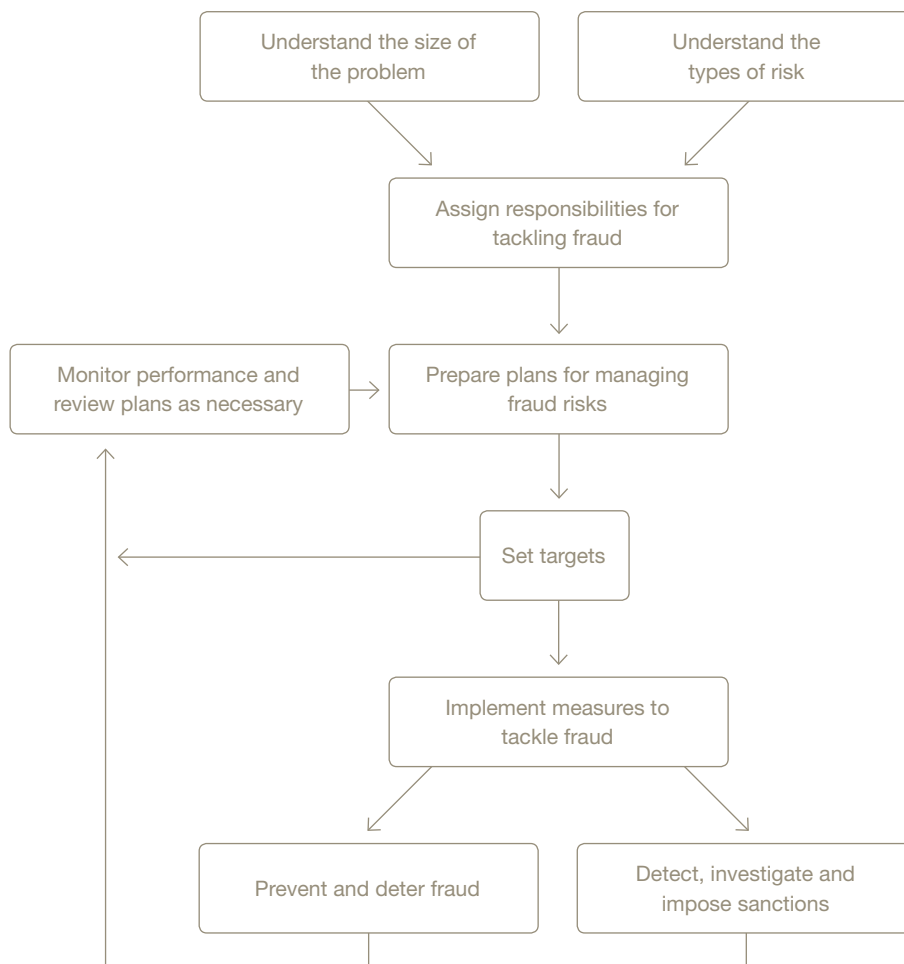 Understand the size of
the problem
Understand the
types of risk
Assign responsibilities for
tackling fraud
Monitor performance and
review plans as necessary
Prepare plans for managing
fraud risks
Set targets
Implement measures to
tackle fraud
Prevent and deter fraud
Detect, investigate and
impose sanctions